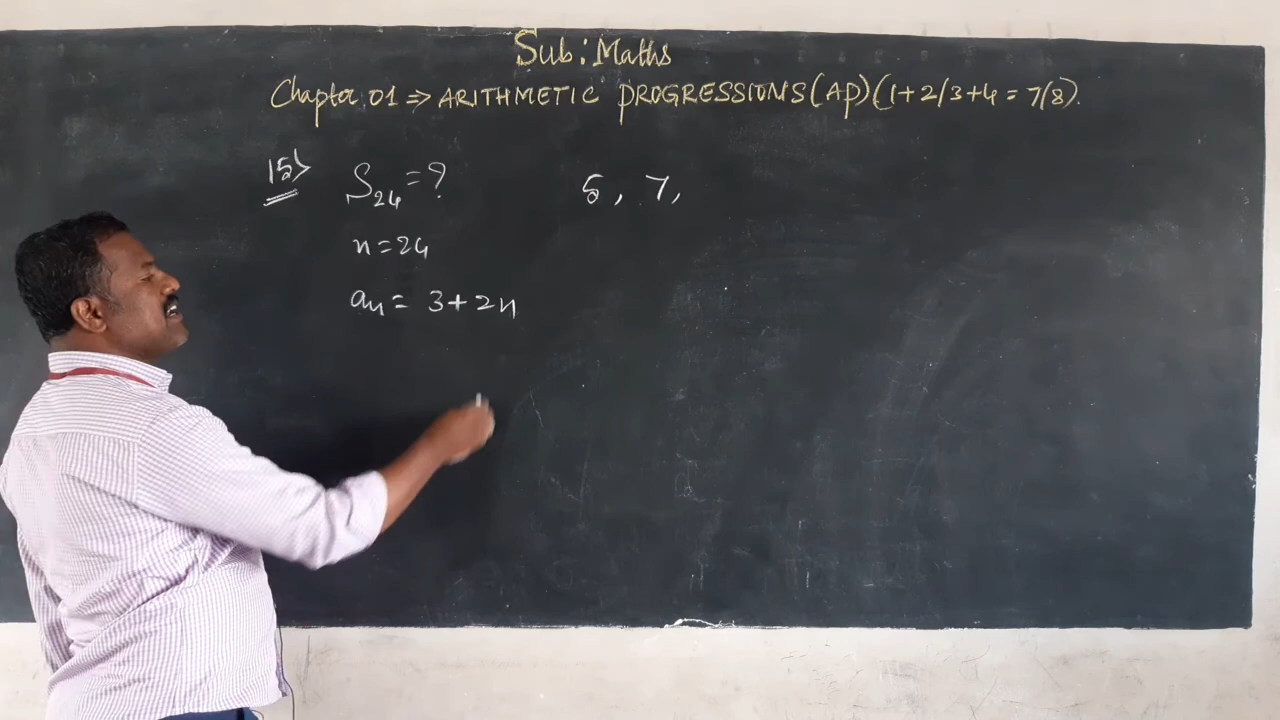 Sub: Maths
Chapter 01 ⇒ ARITHMETIC PROGRESSIONS (AP) (1+2/3+4 = 7/8).
15> S₂₄ = ? 5, 7,
n = 24
aₙ = 3 + 2n